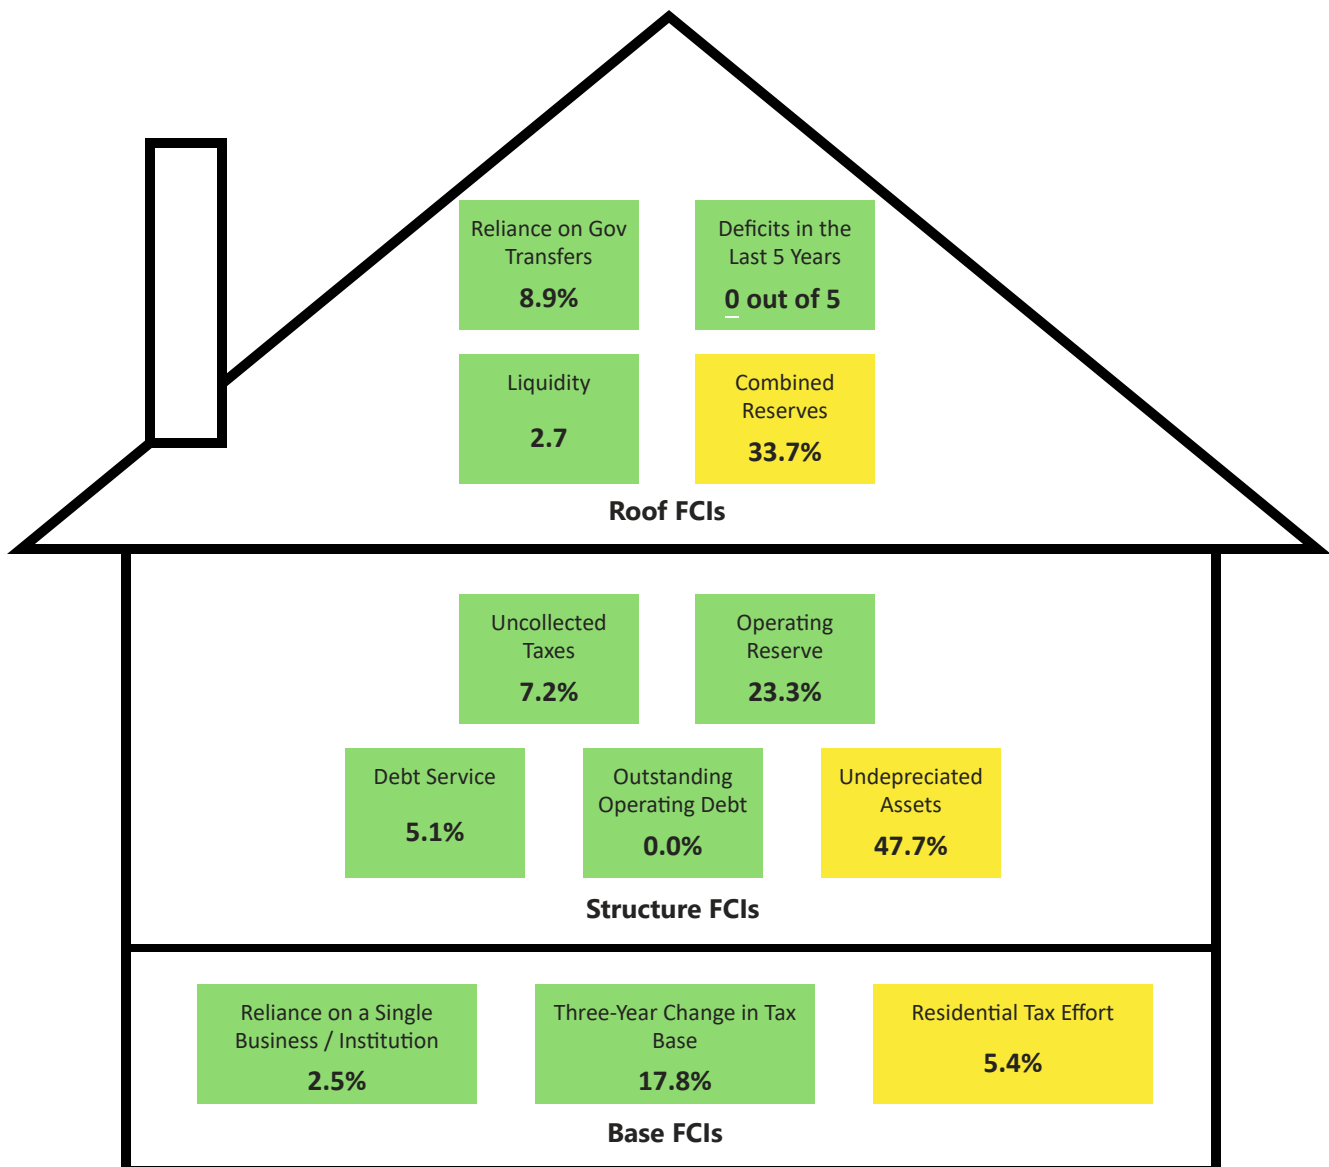 Reliance on Gov
Transfers
8.9%
Deficits in the
Last 5 Years
0 out of 5
Liquidity
2.7
Combined
Reserves
33.7%
Roof FCIs
Uncollected
Taxes
7.2%
Operating
Reserve
23.3%
Debt Service
5.1%
Outstanding
Operating Debt
0.0%
Undepreciated
Assets
47.7%
Structure FCIs
Reliance on a Single
Business / Institution
2.5%
Three-Year Change in Tax
Base
17.8%
Residential Tax Effort
5.4%
Base FCIs